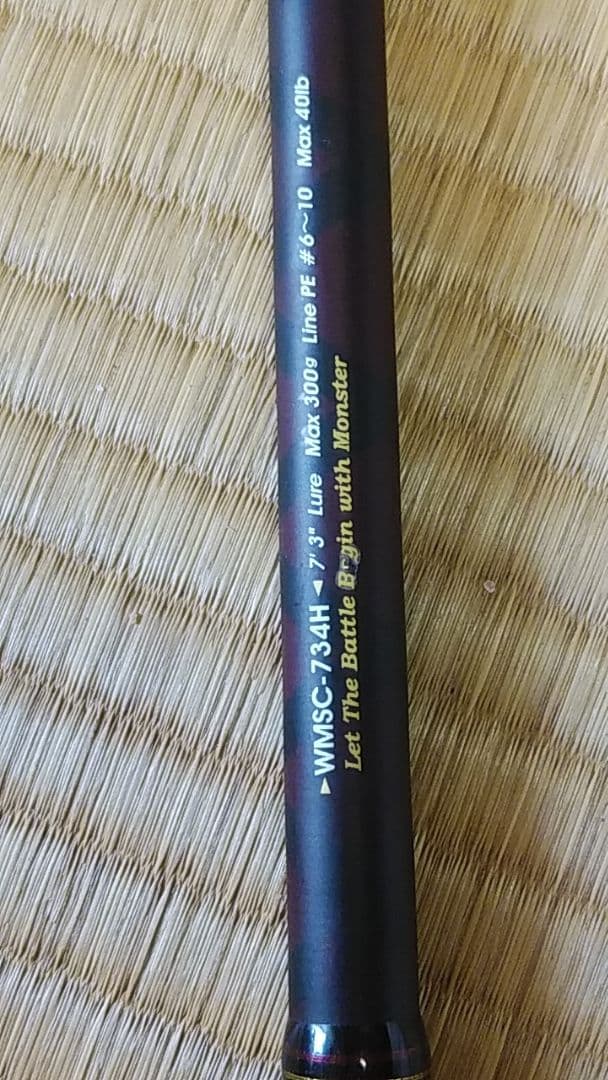 ▶WMSC-734H◀ 7' 3" Lure Max 300g Line PE #6~10 Max 40lb
Let The Battle Begin with Monster